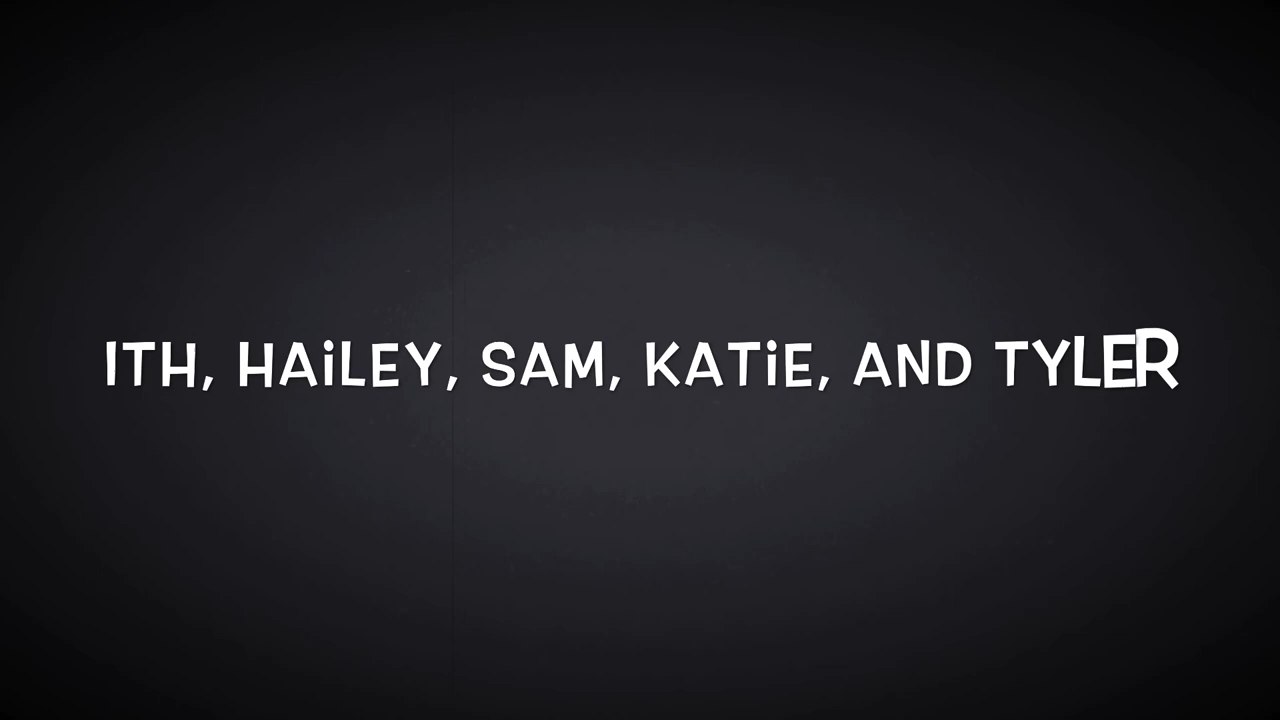 ITH, HAiLEY, SAM, KATiE, AND TYLER